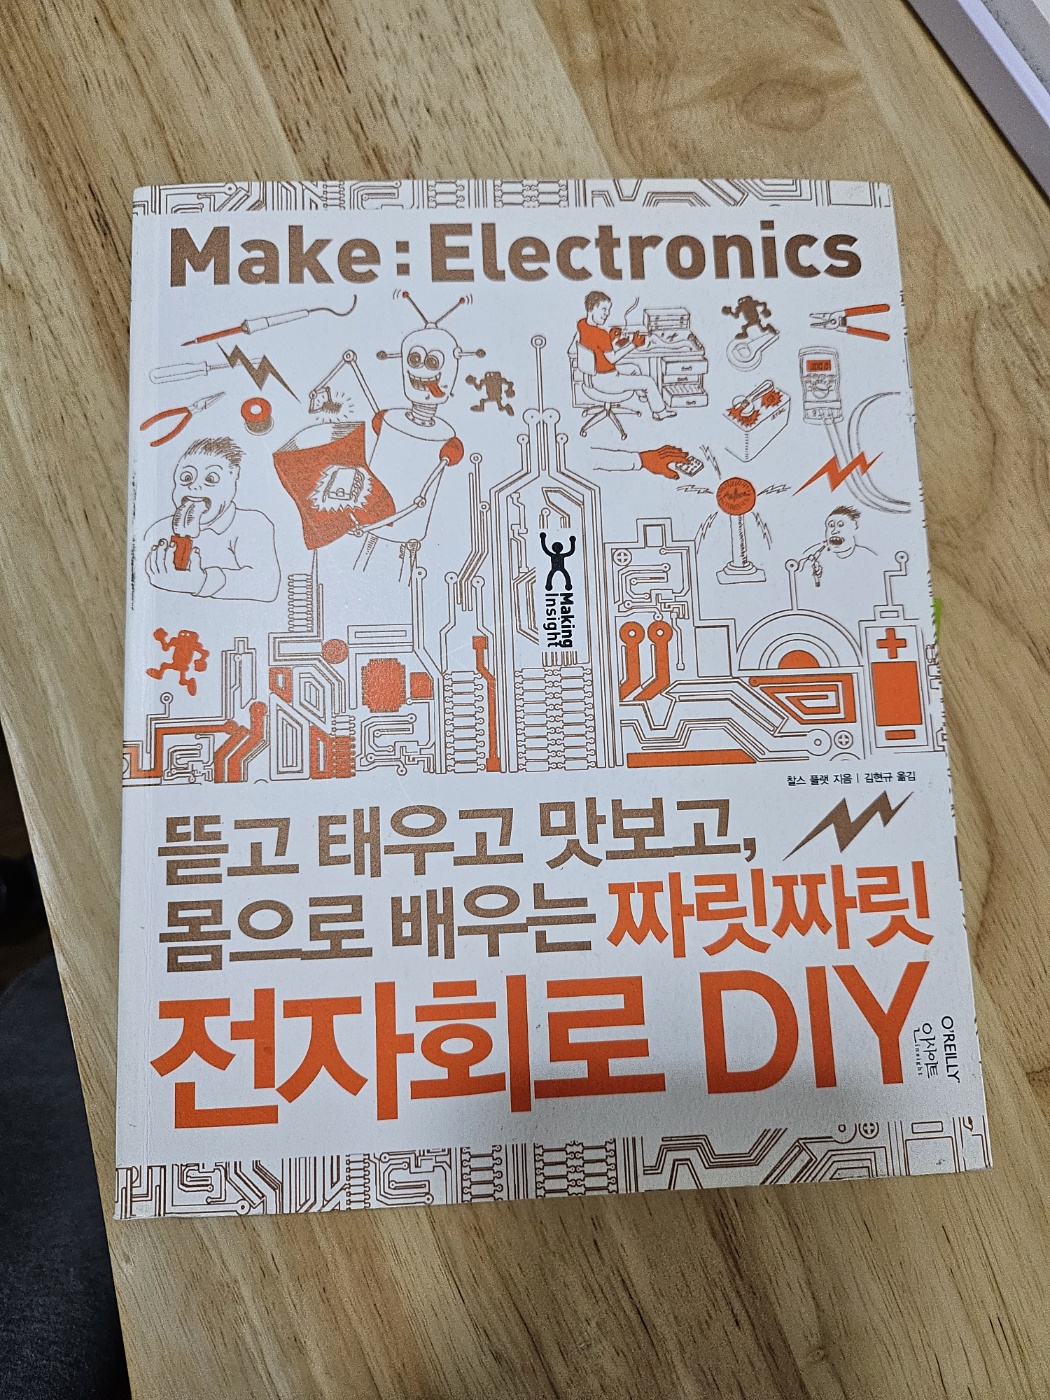 Make: Electronics
Making
Insight
찰스 플랫 지음 | 김현규 옮김
뜯고 태우고 맛보고,
몸으로 배우는 짜릿짜릿
전자회로 DIY
O'REILLY
인사이트
insight